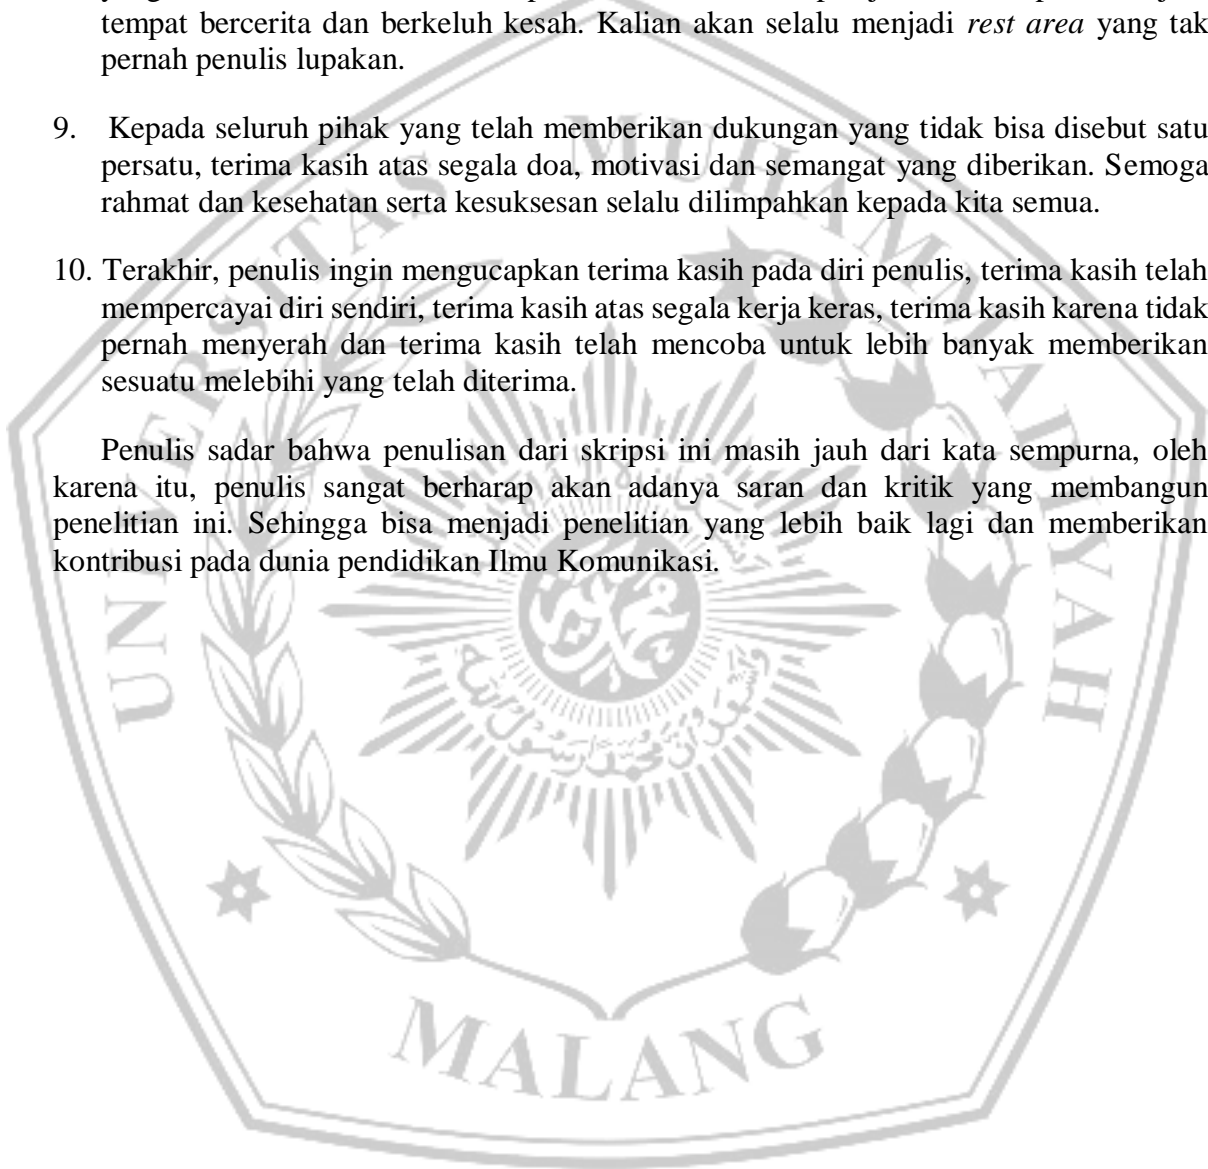 tempat bercerita dan berkeluh kesah. Kalian akan selalu menjadi rest area yang tak
pernah penulis lupakan.
9. Kepada seluruh pihak yang telah memberikan dukungan yang tidak bisa disebut satu
persatu, terima kasih atas segala doa, motivasi dan semangat yang diberikan. Semoga
rahmat dan kesehatan serta kesuksesan selalu dilimpahkan kepada kita semua.
10. Terakhir, penulis ingin mengucapkan terima kasih pada diri penulis, terima kasih telah
mempercayai diri sendiri, terima kasih atas segala kerja keras, terima kasih karena tidak
pernah menyerah dan terima kasih telah mencoba untuk lebih banyak memberikan
sesuatu melebihi yang telah diterima.
Penulis sadar bahwa penulisan dari skripsi ini masih jauh dari kata sempurna, oleh
karena itu, penulis sangat berharap akan adanya saran dan kritik yang membangun
penelitian ini. Sehingga bisa menjadi penelitian yang lebih baik lagi dan memberikan
kontribusi pada dunia pendidikan Ilmu Komunikasi.
UNIVERSITAS MUHAMMADIYAH
MALANG